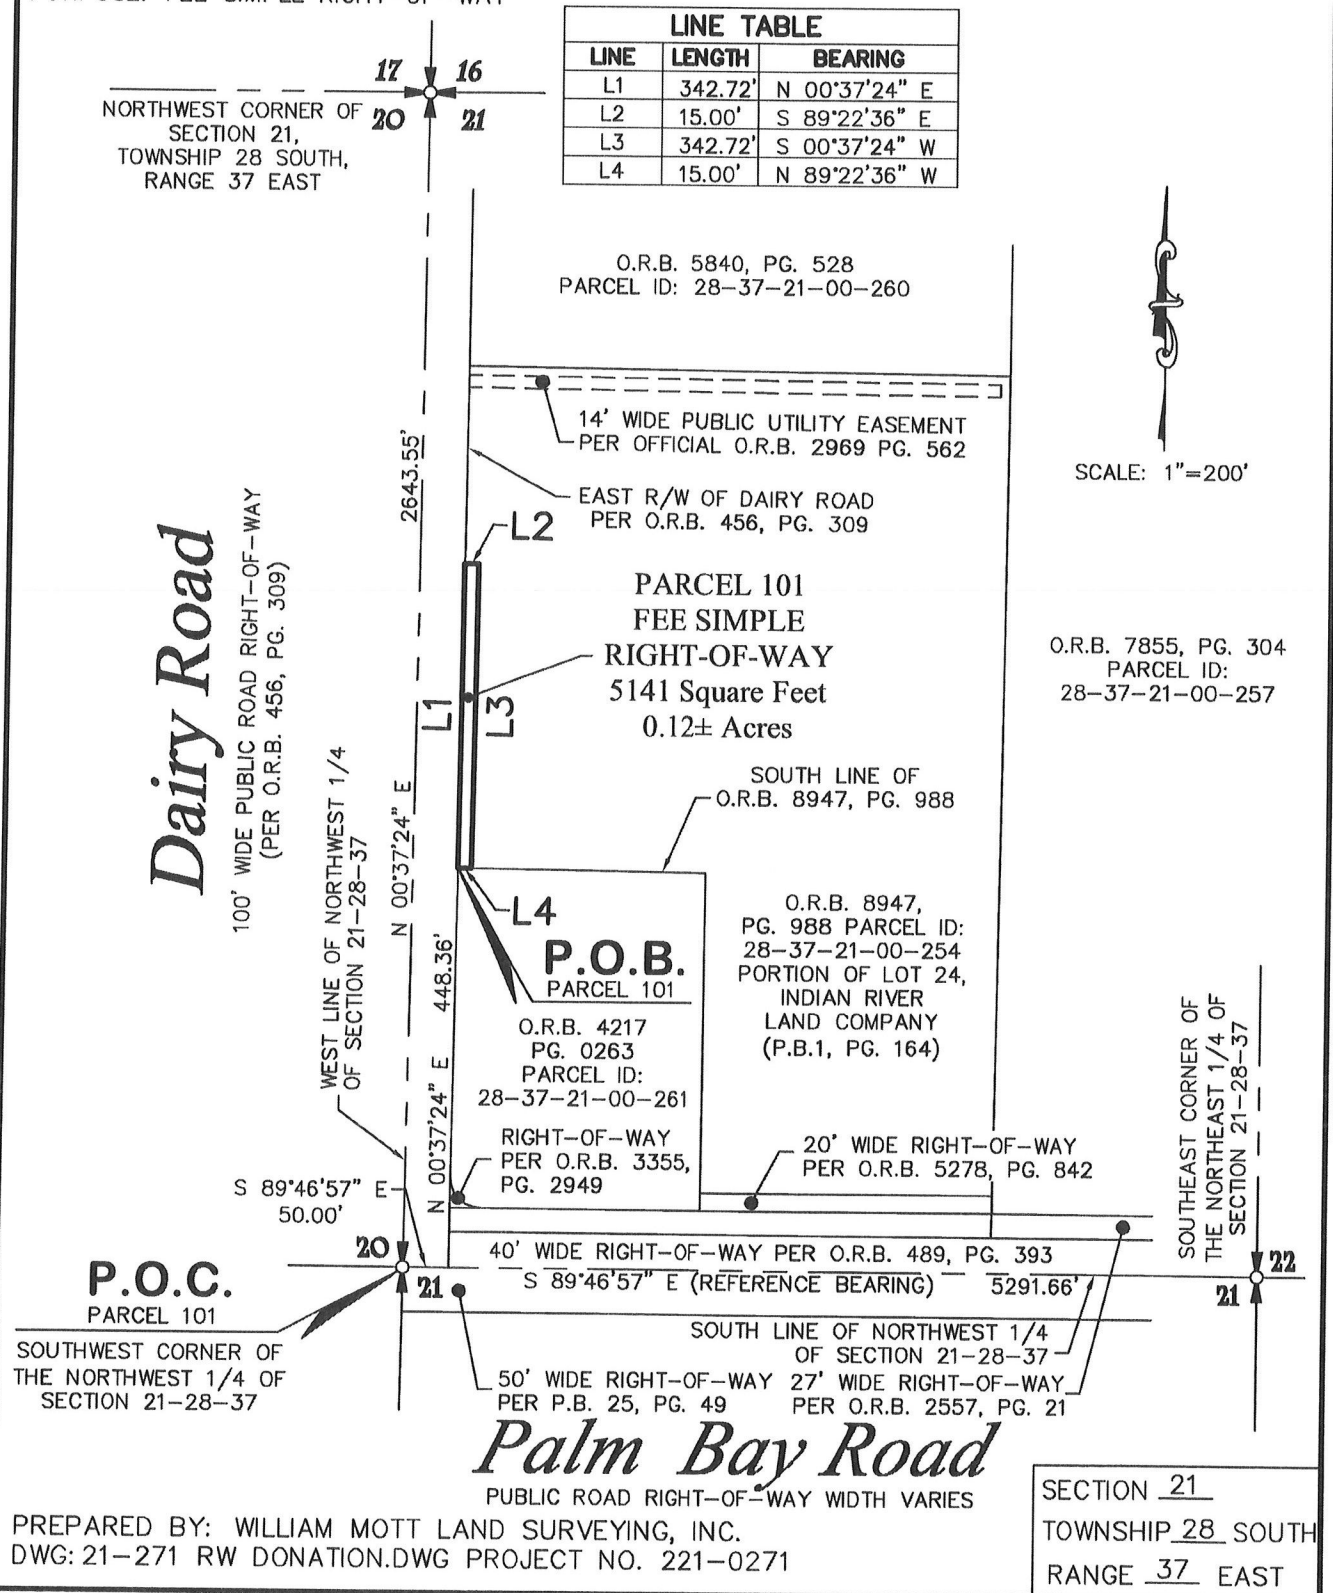 LINE TABLE
LINE LENGTH BEARING
L1 342.72' N 00°37'24" E
L2 15.00' S 89°22'36" E
L3 342.72' S 00°37'24" W
L4 15.00' N 89°22'36" W
17 16
20 21
NORTHWEST CORNER OF
SECTION 21,
TOWNSHIP 28 SOUTH,
RANGE 37 EAST
O.R.B. 5840, PG. 528
PARCEL ID: 28-37-21-00-260
14' WIDE PUBLIC UTILITY EASEMENT
PER OFFICIAL O.R.B. 2969 PG. 562
SCALE: 1"=200'
2643.55'
EAST R/W OF DAIRY ROAD
PER O.R.B. 456, PG. 309
L2
Dairy Road
100' WIDE PUBLIC ROAD RIGHT-OF-WAY
(PER O.R.B. 456, PG. 309)
PARCEL 101
FEE SIMPLE
RIGHT-OF-WAY
5141 Square Feet
0.12± Acres
O.R.B. 7855, PG. 304
PARCEL ID:
28-37-21-00-257
L1
L3
SOUTH LINE OF
O.R.B. 8947, PG. 988
N 00°37'24" E
WEST LINE OF NORTHWEST 1/4
OF SECTION 21-28-37
L4
P.O.B.
PARCEL 101
O.R.B. 8947,
PG. 988 PARCEL ID:
28-37-21-00-254
PORTION OF LOT 24,
INDIAN RIVER
LAND COMPANY
(P.B.1, PG. 164)
N 00°37'24" E 448.36'
O.R.B. 4217
PG. 0263
PARCEL ID:
28-37-21-00-261
RIGHT-OF-WAY
PER O.R.B. 3355,
PG. 2949
20' WIDE RIGHT-OF-WAY
PER O.R.B. 5278, PG. 842
SOUTHEAST CORNER OF
THE NORTHEAST 1/4 OF
SECTION 21-28-37
S 89°46'57" E
50.00'
20
21
40' WIDE RIGHT-OF-WAY PER O.R.B. 489, PG. 393
S 89°46'57" E (REFERENCE BEARING) 5291.66'
22
21
P.O.C.
PARCEL 101
SOUTHWEST CORNER OF
THE NORTHWEST 1/4 OF
SECTION 21-28-37
SOUTH LINE OF NORTHWEST 1/4
OF SECTION 21-28-37
50' WIDE RIGHT-OF-WAY
PER P.B. 25, PG. 49
27' WIDE RIGHT-OF-WAY
PER O.R.B. 2557, PG. 21
Palm Bay Road
PUBLIC ROAD RIGHT-OF-WAY WIDTH VARIES
PREPARED BY: WILLIAM MOTT LAND SURVEYING, INC.
DWG: 21-271 RW DONATION.DWG PROJECT NO. 221-0271
SECTION 21
TOWNSHIP 28 SOUTH
RANGE 37 EAST